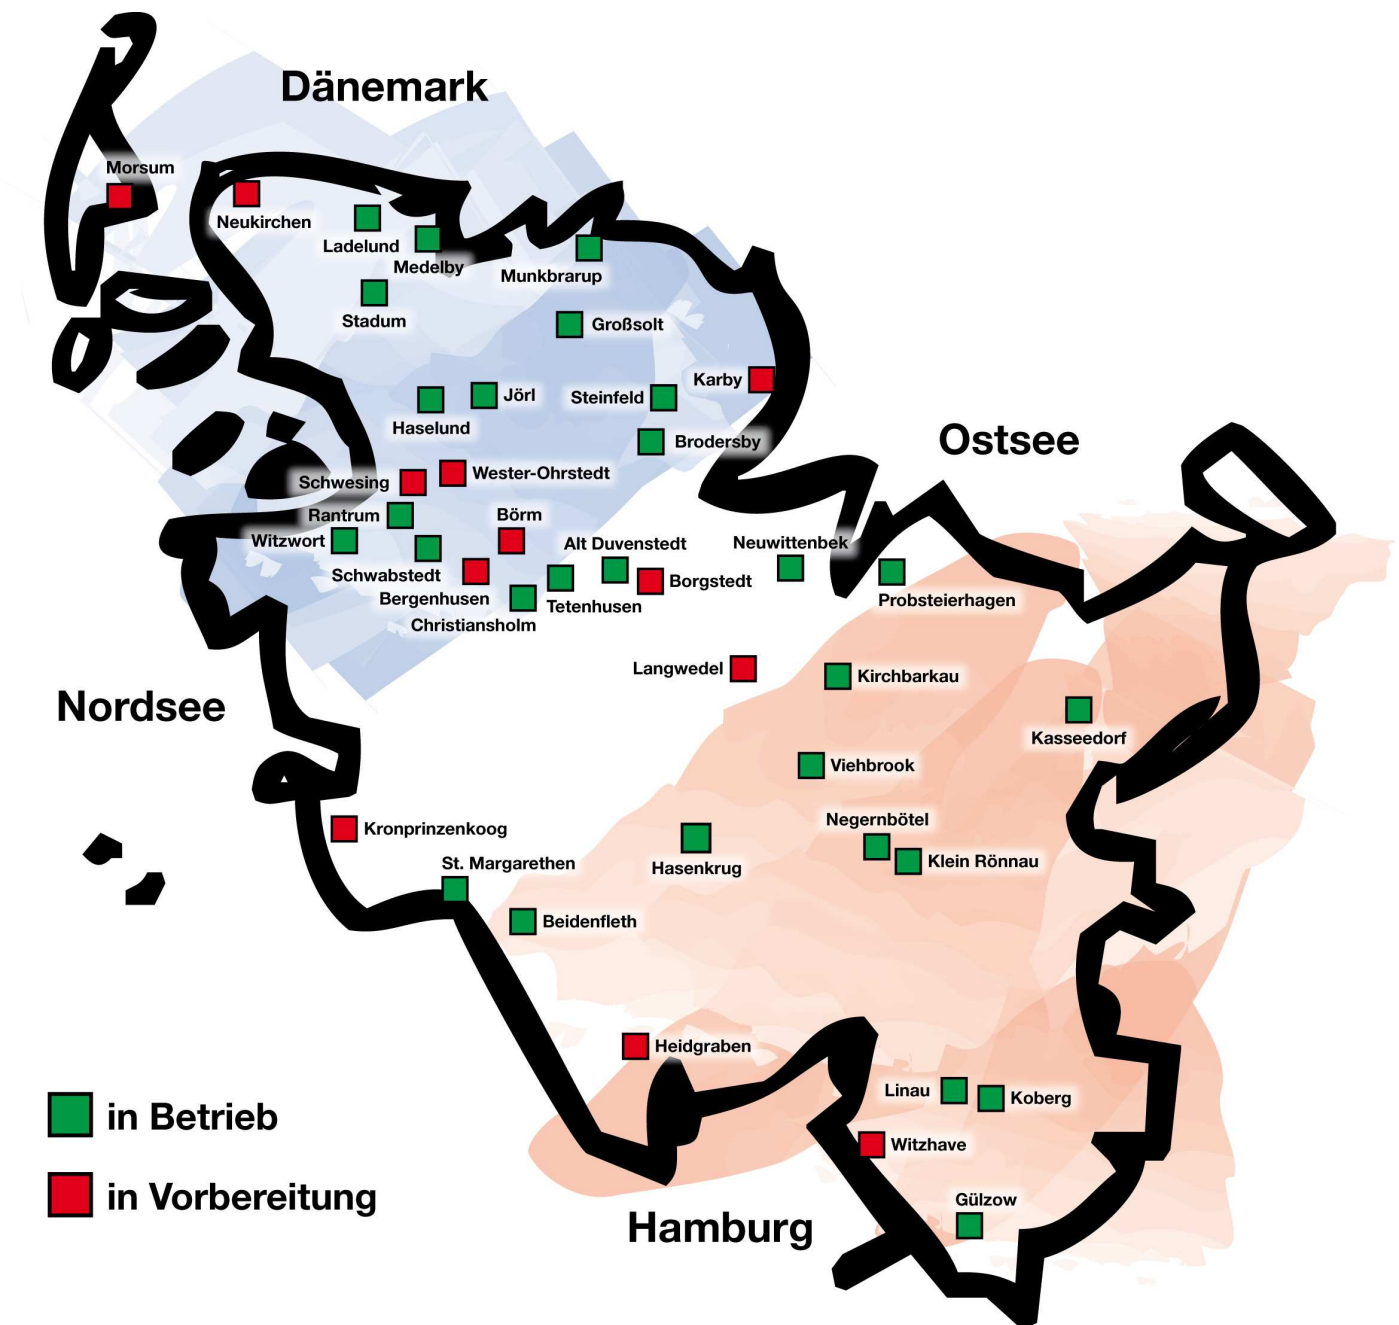 Dänemark
Morsum
Neukirchen
Ladelund
Medelby
Munkbrarup
Stadum
Großsolt
Karby
Jörl
Steinfeld
Haselund
Brodersby
Ostsee
Wester-Ohrstedt
Schwesing
Rantrum
Börm
Witzwort
Alt Duvenstedt
Neuwittenbek
Schwabstedt
Borgstedt
Bergenhusen
Tetenhusen
Probsteierhagen
Christiansholm
Langwedel
Kirchbarkau
Nordsee
Kasseedorf
Viehbrook
Negernbötel
Kronprinzenkoog
St. Margarethen
Hasenkrug
Klein Rönnau
Beidenfleth
Heidgraben
Linau
Koberg
in Betrieb
Witzhave
in Vorbereitung
Gülzow
Hamburg